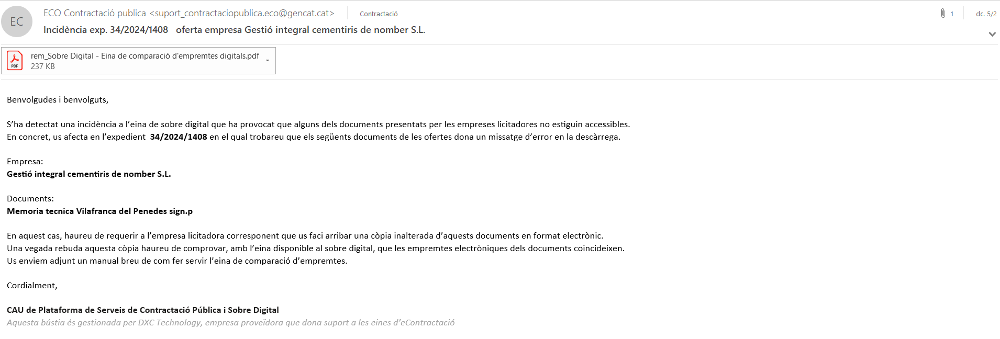 EC
ECO Contractació publica <suport_contractaciopublica.eco@gencat.cat>
Contractació
1
dc. 5/2
Incidència exp. 34/2024/1408   oferta empresa Gestió integral cementiris de nomber S.L.
PDF
rem_Sobre Digital - Eina de comparació d'empremtes digitals.pdf
237 KB
Benvolgudes i benvolguts,
S’ha detectat una incidència a l’eina de sobre digital que ha provocat que alguns dels documents presentats per les empreses licitadores no estiguin accessibles.
En concret, us afecta en l’expedient  34/2024/1408 en el qual trobareu que els següents documents de les ofertes dona un missatge d’error en la descàrrega.
Empresa:
Gestió integral cementiris de nomber S.L.
Documents:
Memoria tecnica Vilafranca del Penedes sign.p
En aquest cas, haureu de requerir a l’empresa licitadora corresponent que us faci arribar una còpia inalterada d’aquests documents en format electrònic.
Una vegada rebuda aquesta còpia haureu de comprovar, amb l’eina disponible al sobre digital, que les empremtes electròniques dels documents coincideixen.
Us enviem adjunt un manual breu de com fer servir l’eina de comparació d’empremtes.
Cordialment,
CAU de Plataforma de Serveis de Contractació Pública i Sobre Digital
Aquesta bústia és gestionada per DXC Technology, empresa proveïdora que dona suport a les eines d’eContractació